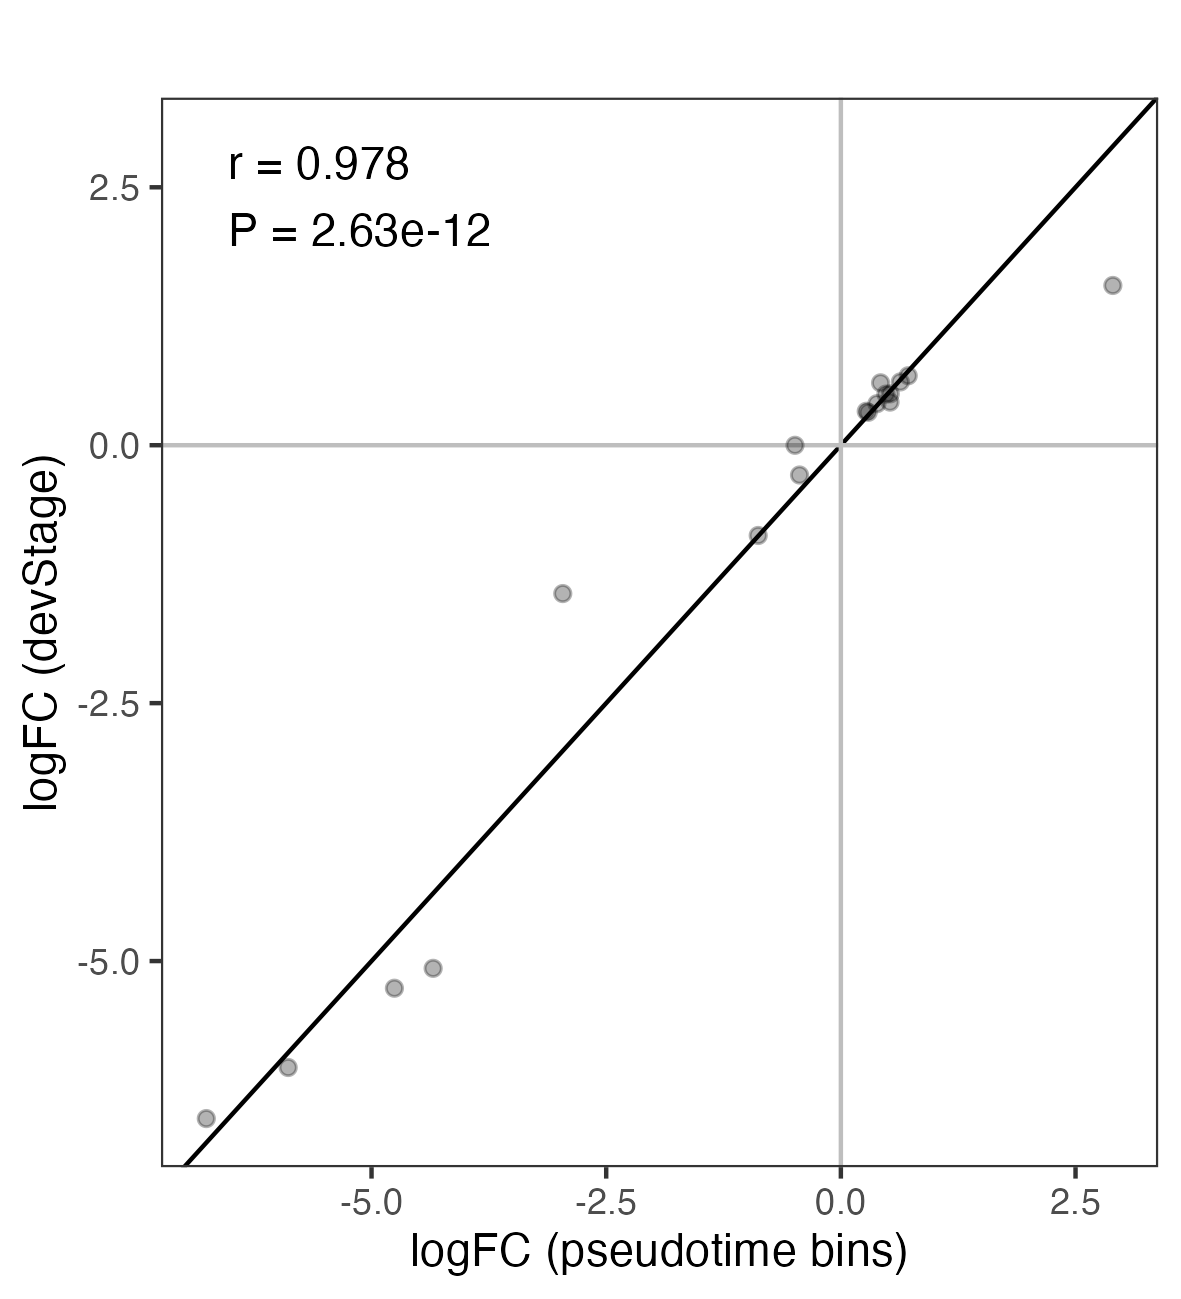 r = 0.978
P = 2.63e-12
2.5
0.0
-2.5
-5.0
logFC (devStage)
-5.0
-2.5
0.0
2.5
logFC (pseudotime bins)